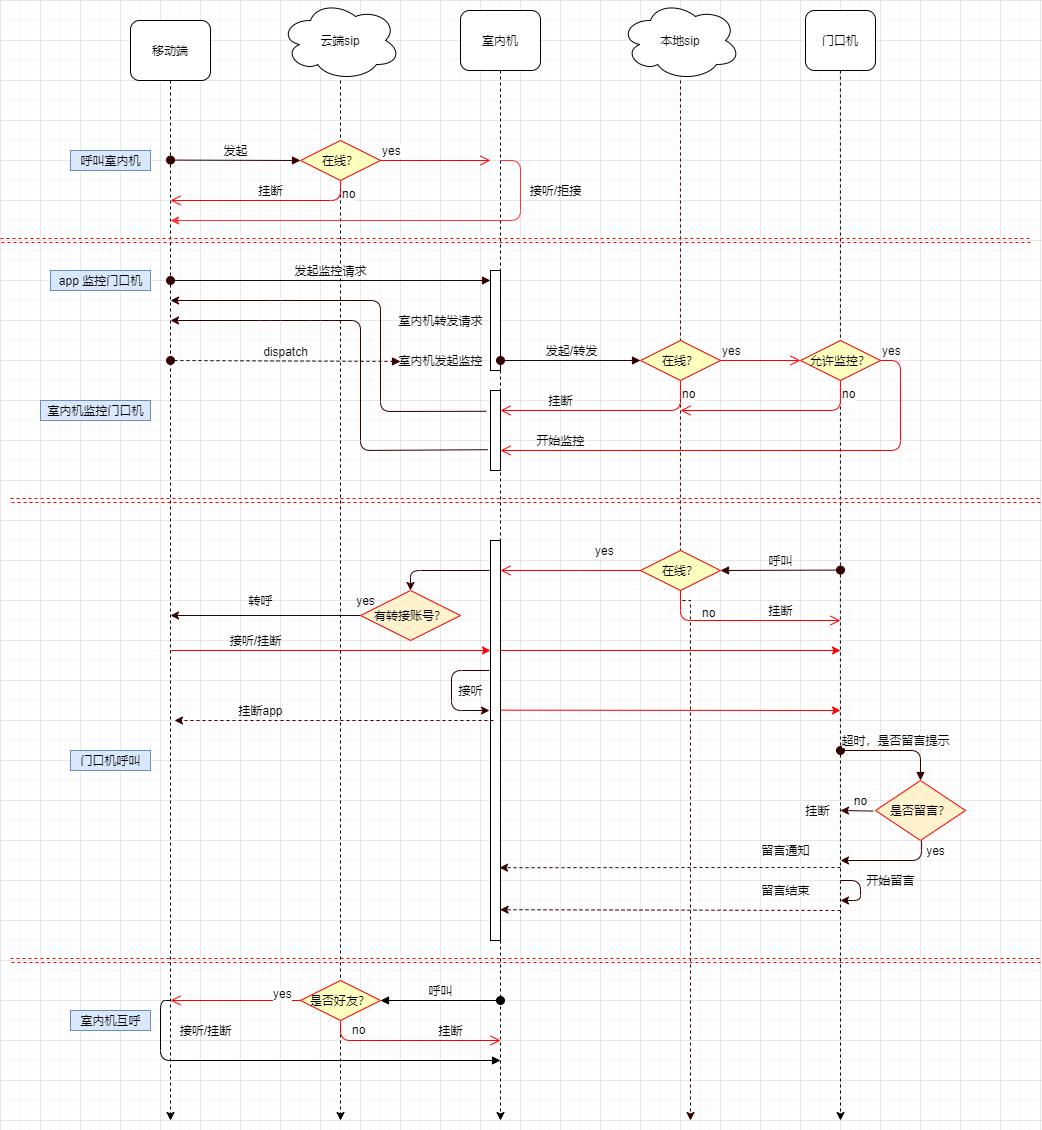 移动端
云端sip
室内机
本地sip
门口机
呼叫室内机
发起
在线?
yes
挂断
no
接听/拒接
app 监控门口机
发起监控请求
室内机转发请求
dispatch
室内机发起监控
发起/转发
在线?
yes
允许监控?
yes
室内机监控门口机
挂断
no
no
开始监控
yes
在线?
呼叫
转呼
yes
有转接账号?
no
挂断
接听/挂断
接听
挂断app
超时，是否留言提示
门口机呼叫
挂断
no
是否留言?
留言通知
yes
留言结束
开始留言
yes
是否好友?
呼叫
室内机互呼
接听/挂断
no
挂断